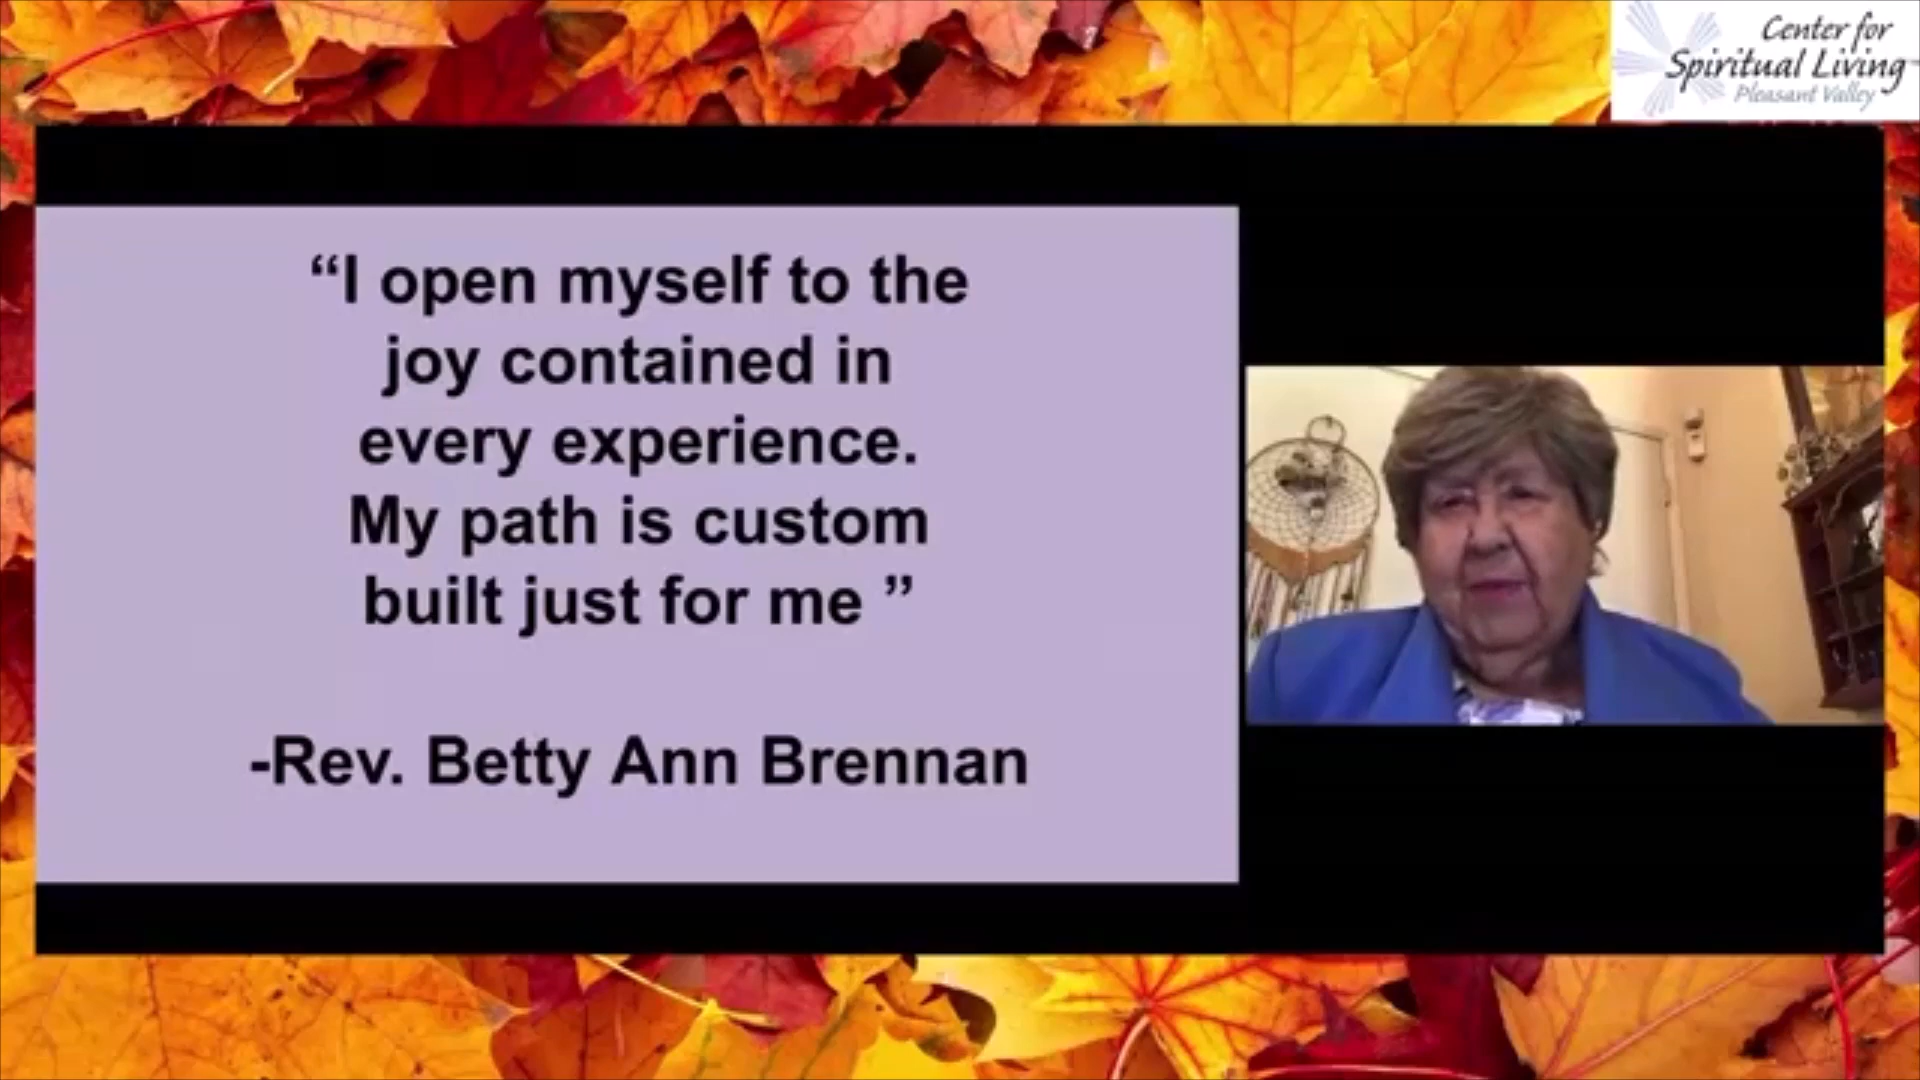 Center for
Spiritual Living
Pleasant Valley
“I open myself to the
joy contained in
every experience.
My path is custom
built just for me ”
-Rev. Betty Ann Brennan